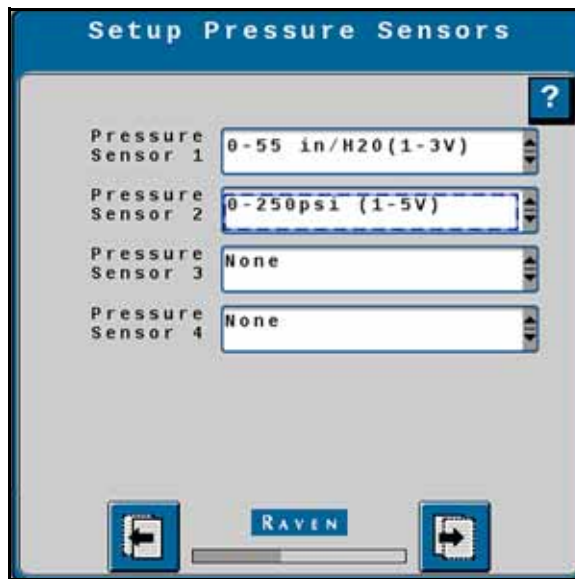 Setup Pressure Sensors
?
Pressure
Sensor 1
0-55 in/H20(1-3V)
Pressure
Sensor 2
0-250psi (1-5V)
Pressure
Sensor 3
None
Pressure
Sensor 4
None
RAVEN